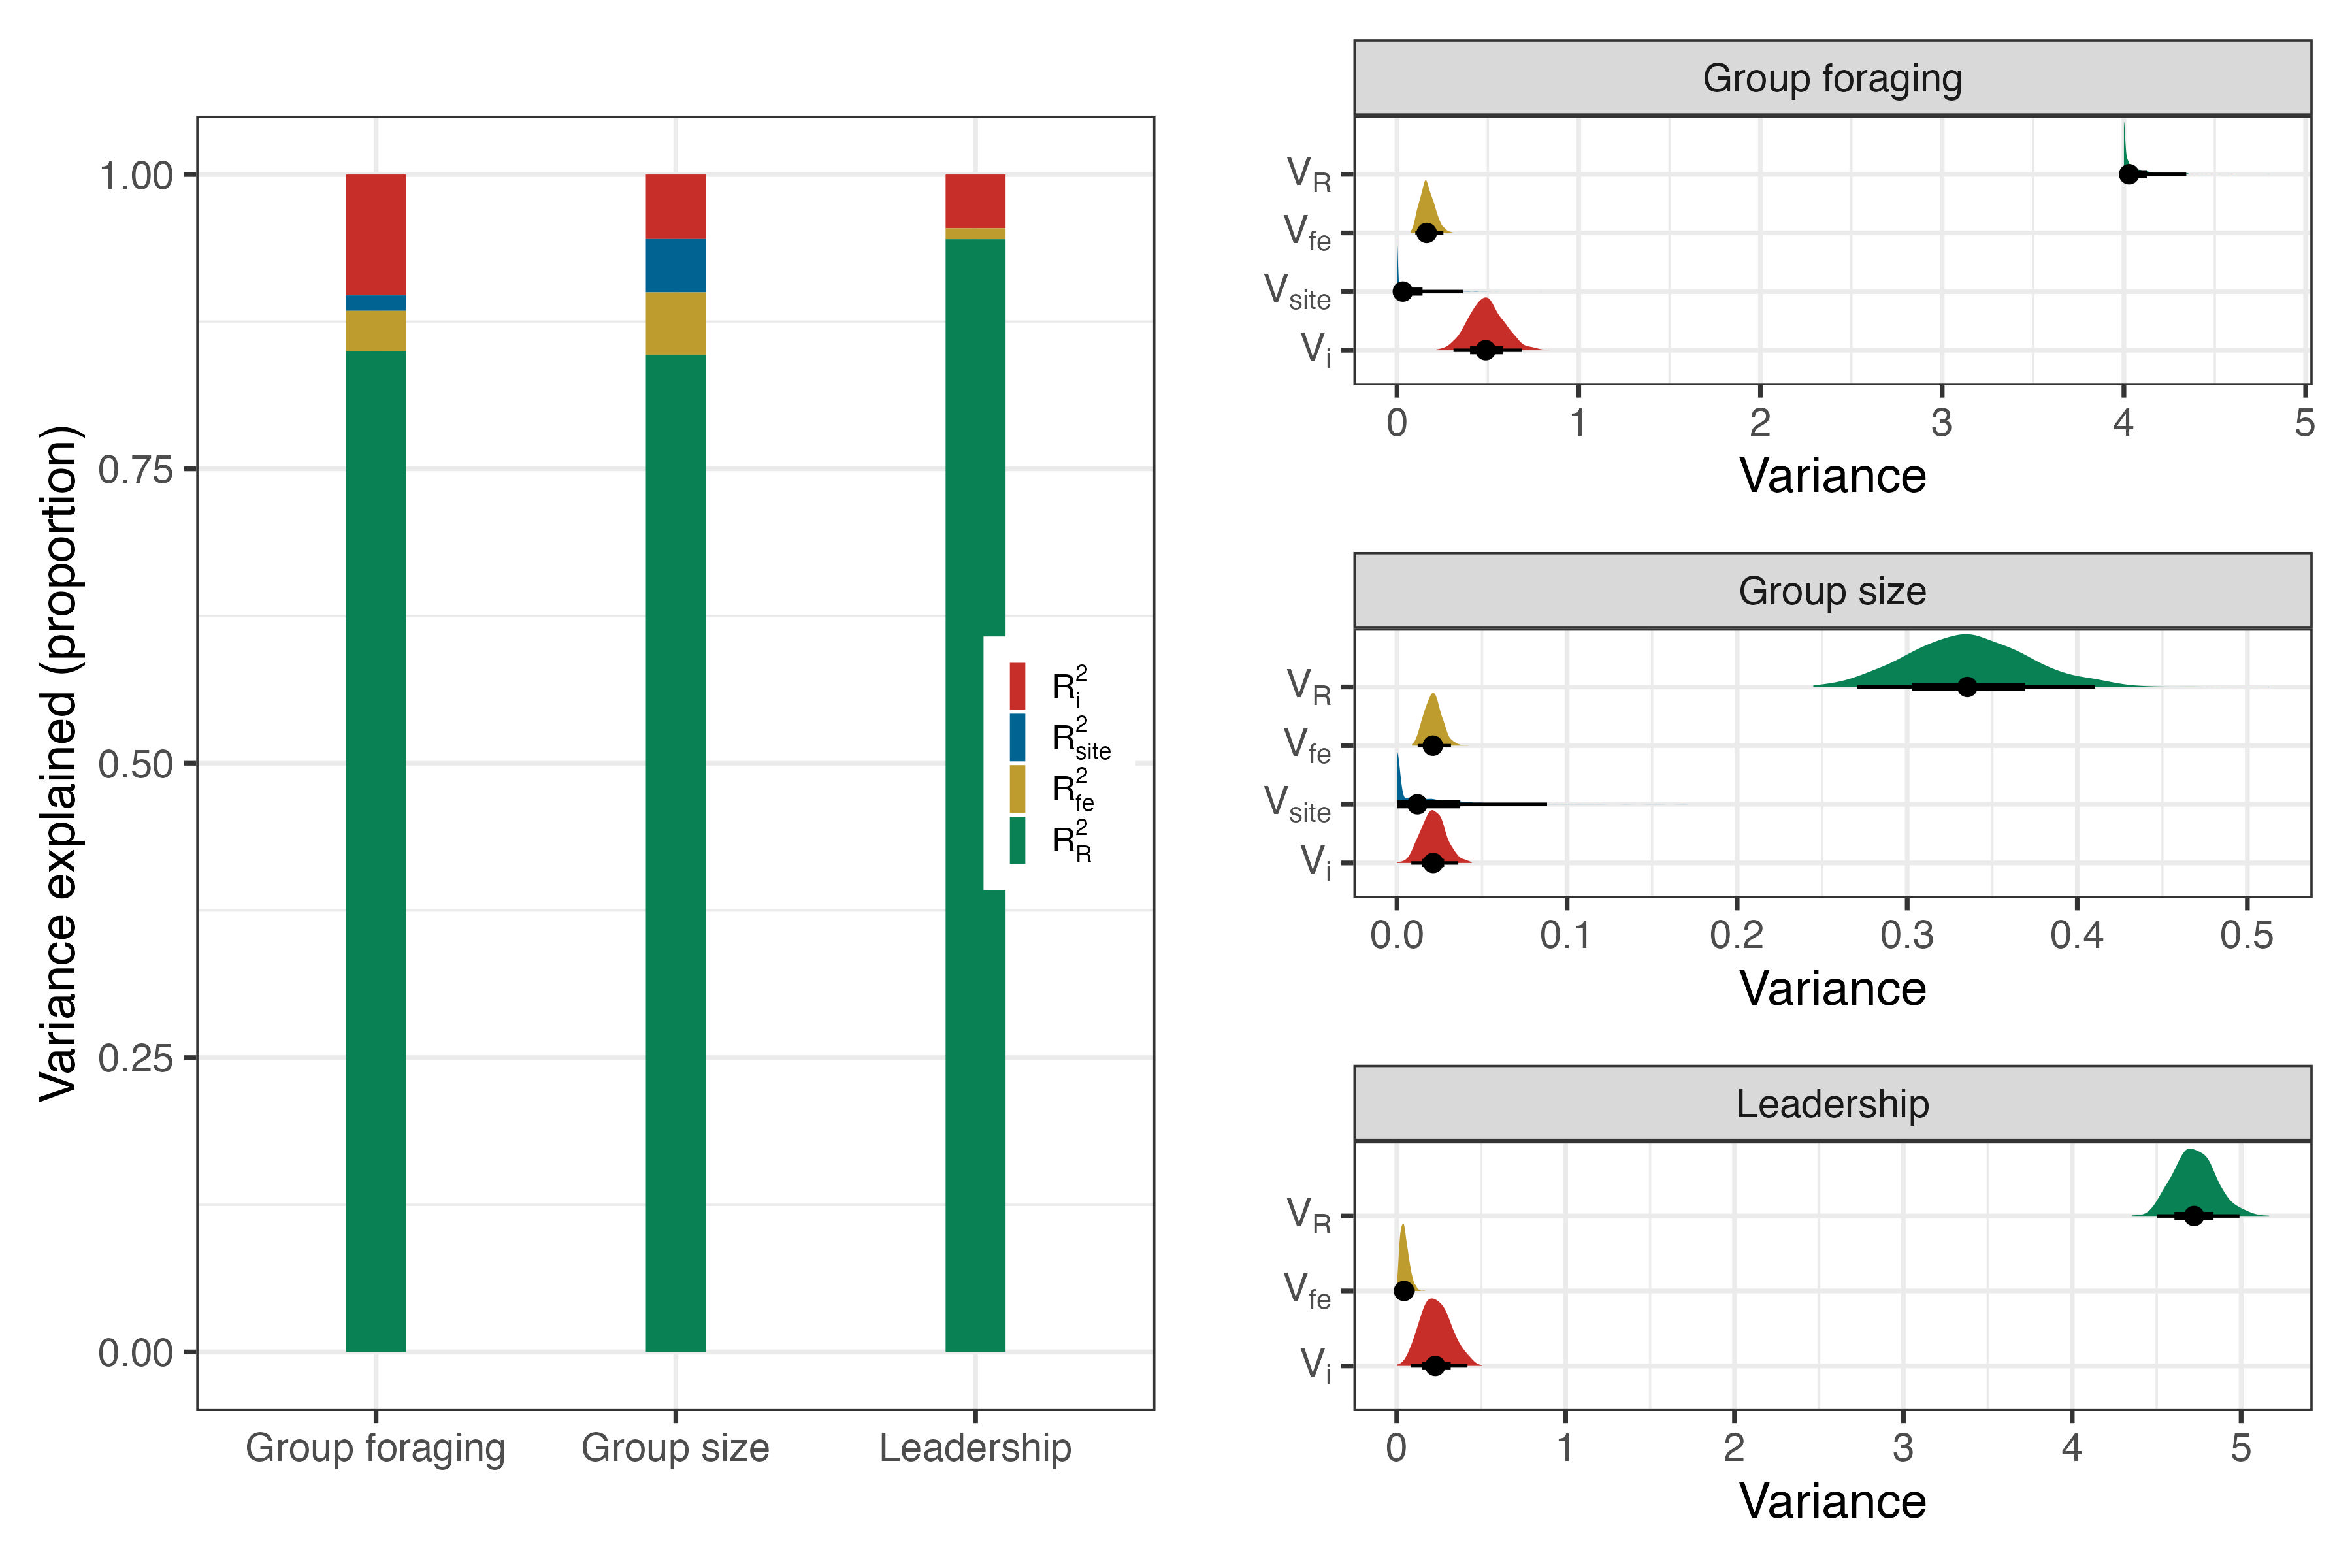 Variance explained (proportion)
1.00
0.75
0.50
0.25
0.00
Group foraging Group size Leadership
R²ᵢ
R²site
R²fe
R²R
Group foraging
VR
Vfe
Vsite
Vi
0 1 2 3 4 5
Variance
Group size
VR
Vfe
Vsite
Vi
0.0 0.1 0.2 0.3 0.4 0.5
Variance
Leadership
VR
Vfe
Vi
0 1 2 3 4 5
Variance